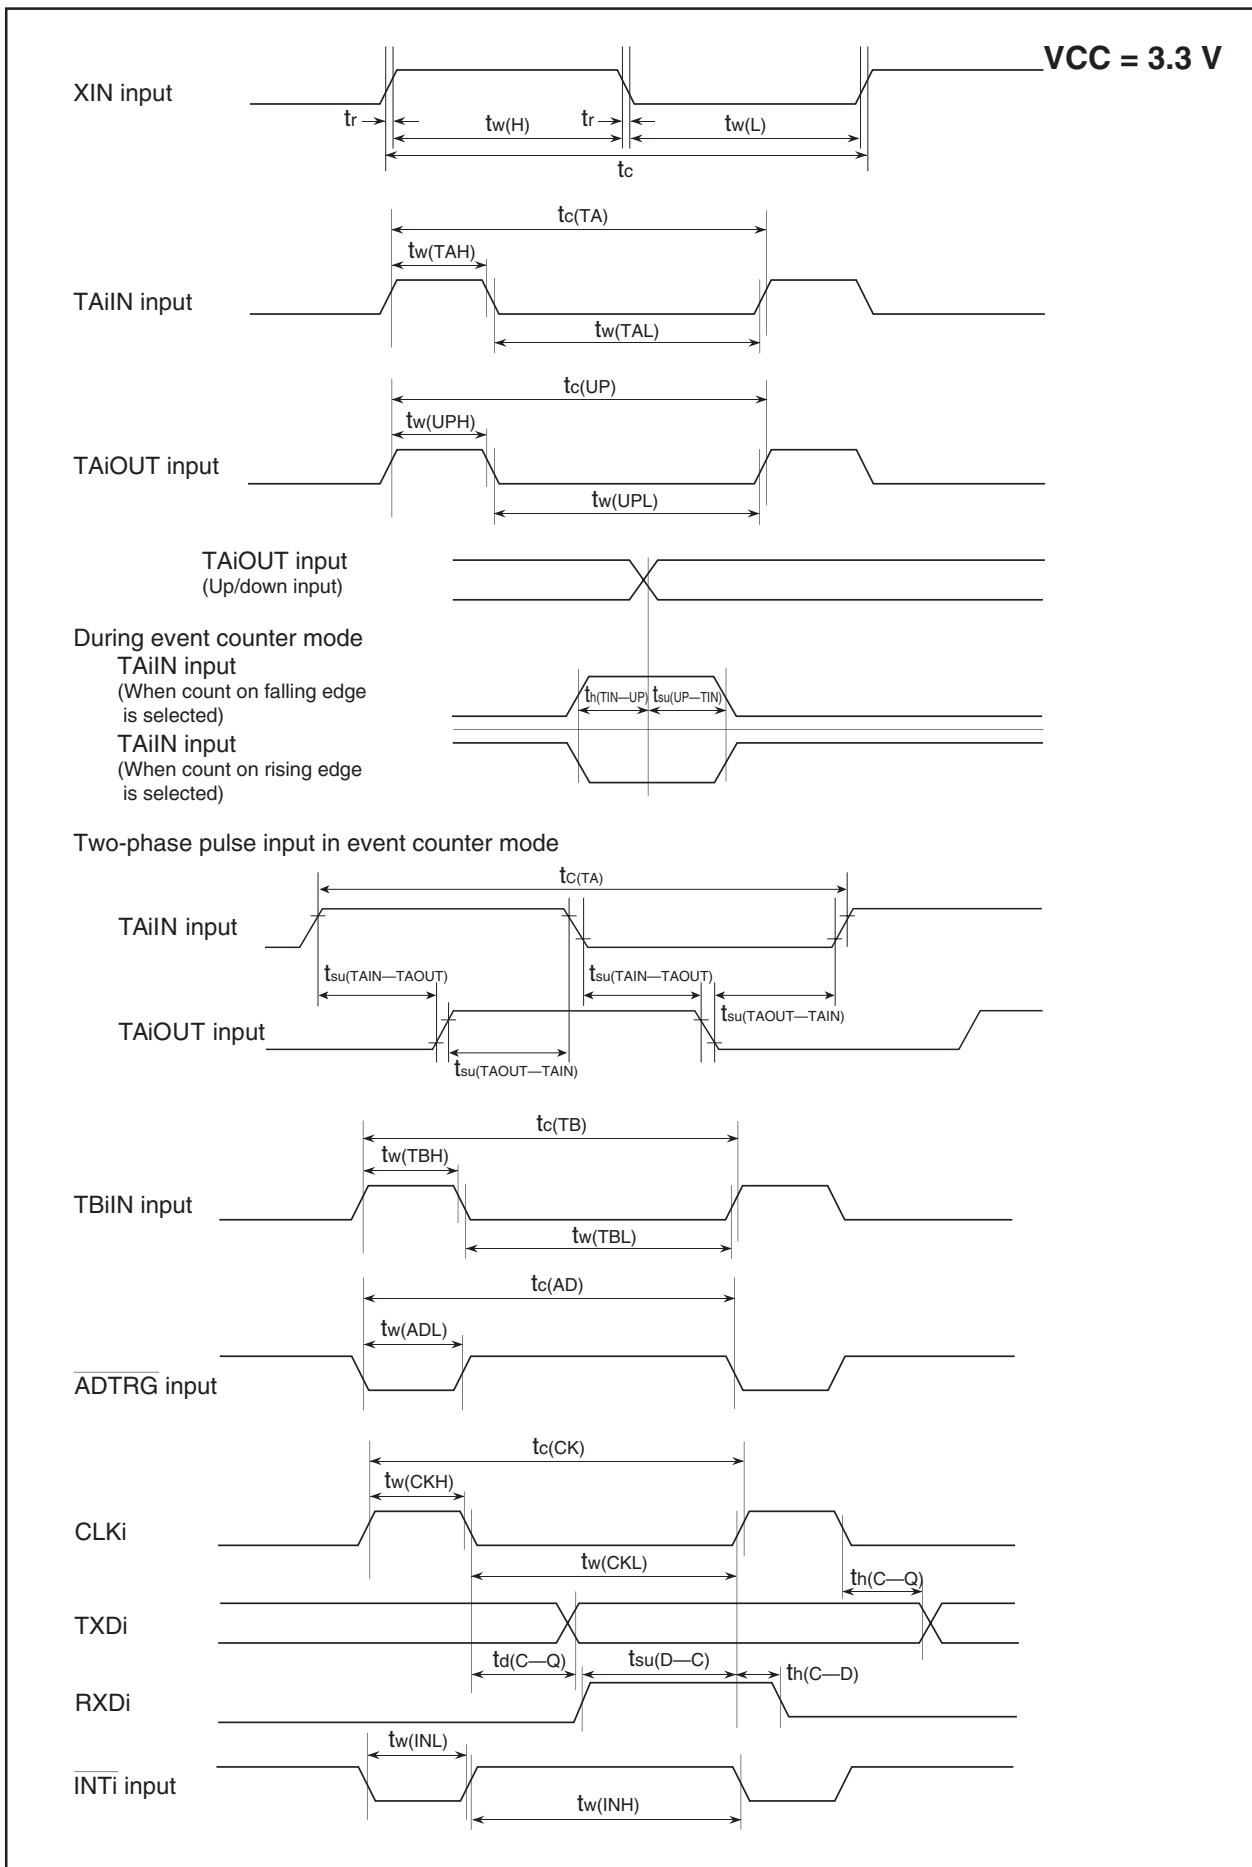 VCC = 3.3 V
XIN input
tr
tw(H)
tr
tw(L)
tc
tc(TA)
tw(TAH)
TAiIN input
tw(TAL)
tc(UP)
tw(UPH)
TAiOUT input
tw(UPL)
TAiOUT input
(Up/down input)
During event counter mode
TAiIN input
(When count on falling edge
is selected)
th(TIN—UP)
tsu(UP—TIN)
TAiIN input
(When count on rising edge
is selected)
Two-phase pulse input in event counter mode
tC(TA)
TAiIN input
tsu(TAIN—TAOUT)
tsu(TAIN—TAOUT)
tsu(TAOUT—TAIN)
TAiOUT input
tsu(TAOUT—TAIN)
tc(TB)
tw(TBH)
TBiIN input
tw(TBL)
tc(AD)
tw(ADL)
ADTRG input
tc(CK)
tw(CKH)
CLKi
tw(CKL)
th(C—Q)
TXDi
td(C—Q)
tsu(D—C)
th(C—D)
RXDi
tw(INL)
INTi input
tw(INH)